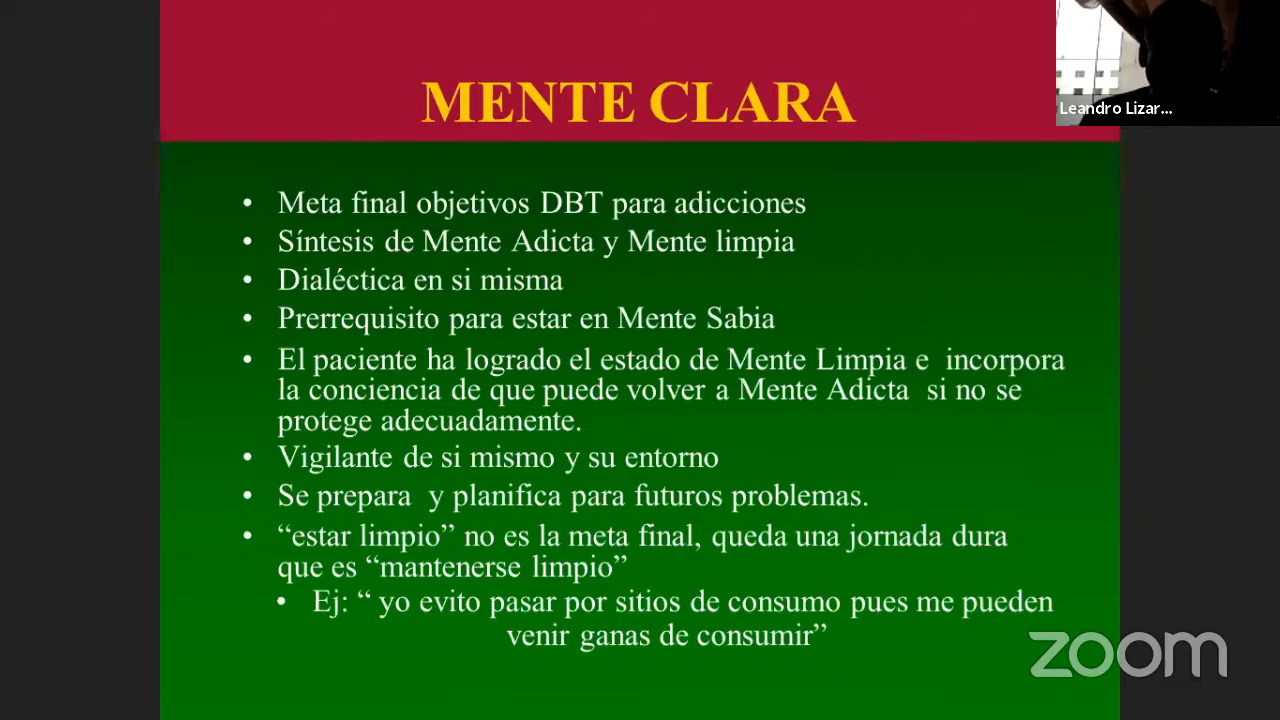 MENTE CLARA
Leandro Lizar...
• Meta final objetivos DBT para adicciones
• Síntesis de Mente Adicta y Mente limpia
• Dialéctica en si misma
• Prerrequisito para estar en Mente Sabia
• El paciente ha logrado el estado de Mente Limpia e incorpora
la conciencia de que puede volver a Mente Adicta si no se
protege adecuadamente.
• Vigilante de si mismo y su entorno
• Se prepara y planifica para futuros problemas.
• “estar limpio” no es la meta final, queda una jornada dura
que es “mantenerse limpio”
• Ej: “ yo evito pasar por sitios de consumo pues me pueden
venir ganas de consumir”
zoom